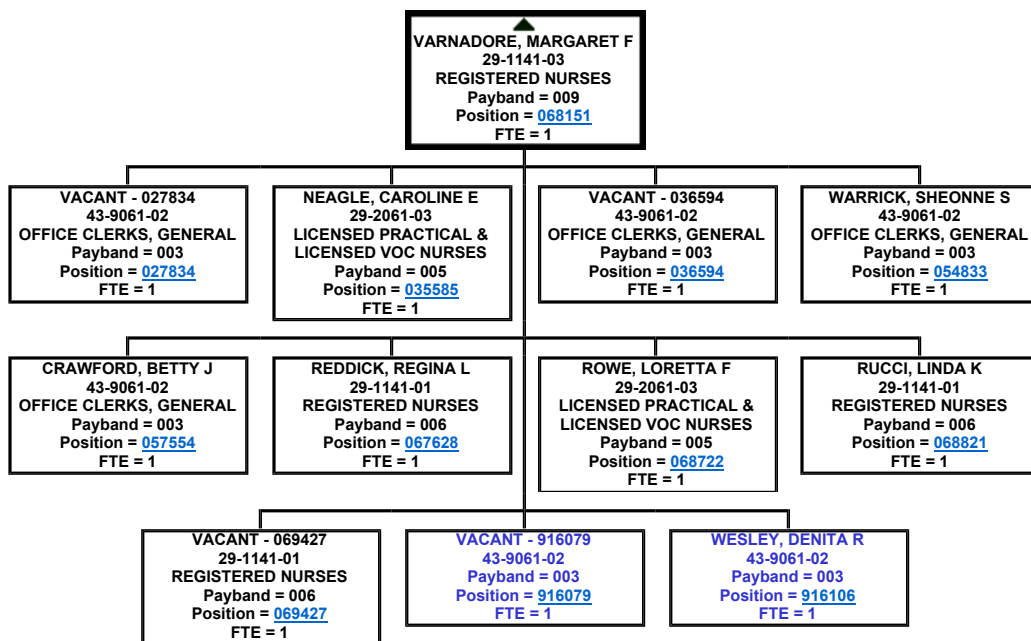 VARNADORE, MARGARET F
29-1141-03
REGISTERED NURSES
Payband = 009
Position = 068151
FTE = 1
VACANT - 027834
43-9061-02
OFFICE CLERKS, GENERAL
Payband = 003
Position = 027834
FTE = 1
NEAGLE, CAROLINE E
29-2061-03
LICENSED PRACTICAL &
LICENSED VOC NURSES
Payband = 005
Position = 035585
FTE = 1
VACANT - 036594
43-9061-02
OFFICE CLERKS, GENERAL
Payband = 003
Position = 036594
FTE = 1
WARRICK, SHEONNE S
43-9061-02
OFFICE CLERKS, GENERAL
Payband = 003
Position = 054833
FTE = 1
CRAWFORD, BETTY J
43-9061-02
OFFICE CLERKS, GENERAL
Payband = 003
Position = 057554
FTE = 1
REDDICK, REGINA L
29-1141-01
REGISTERED NURSES
Payband = 006
Position = 067628
FTE = 1
ROWE, LORETTA F
29-2061-03
LICENSED PRACTICAL &
LICENSED VOC NURSES
Payband = 005
Position = 068722
FTE = 1
RUCCI, LINDA K
29-1141-01
REGISTERED NURSES
Payband = 006
Position = 068821
FTE = 1
VACANT - 069427
29-1141-01
REGISTERED NURSES
Payband = 006
Position = 069427
FTE = 1
VACANT - 916079
43-9061-02
Payband = 003
Position = 916079
FTE = 1
WESLEY, DENITA R
43-9061-02
Payband = 003
Position = 916106
FTE = 1